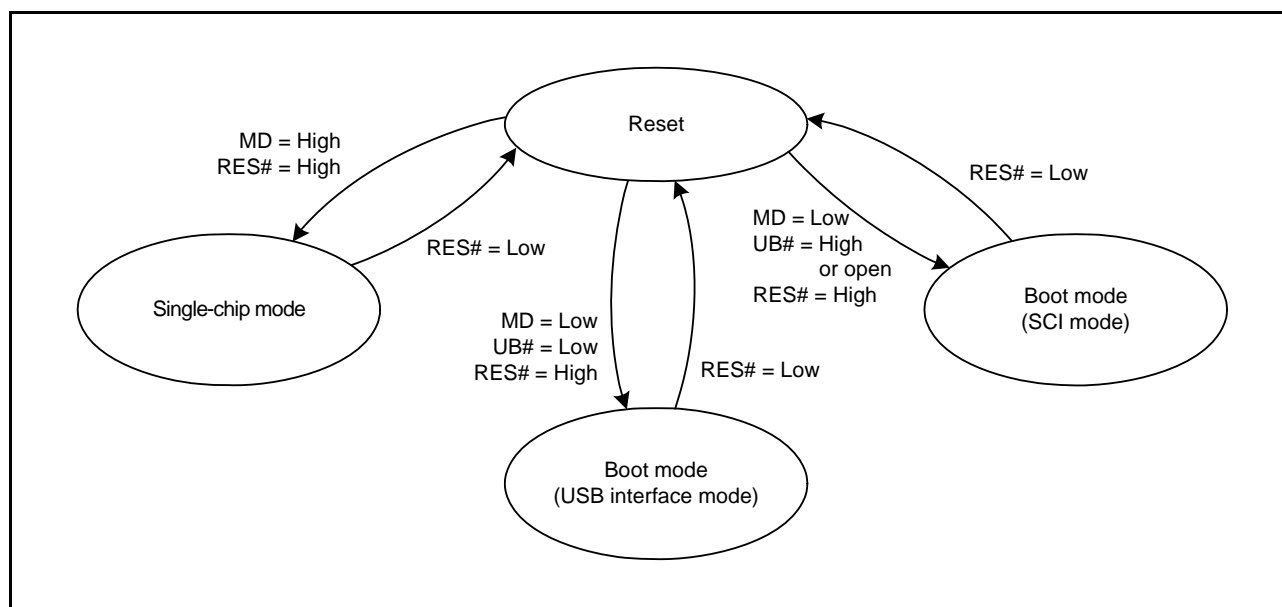 Reset
MD = High
RES# = High
RES# = Low
RES# = Low
MD = Low
UB# = High
or open
RES# = High
Single-chip mode
Boot mode
(SCI mode)
MD = Low
UB# = Low
RES# = High
RES# = Low
Boot mode
(USB interface mode)